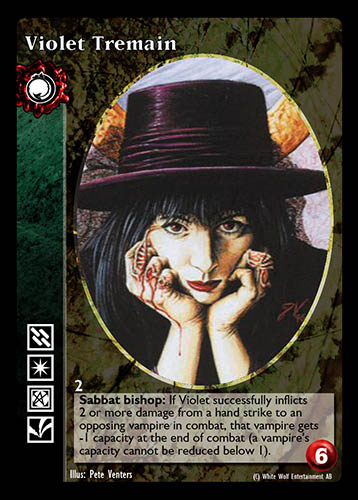 Violet Tremain
2
Sabbat bishop: If Violet successfully inflicts
2 or more damage from a hand strike to an
opposing vampire in combat, that vampire gets
-1 capacity at the end of combat (a vampire's
capacity cannot be reduced below 1).
6
Illus: Pete Venters
(C) White Wolf Entertainment AB